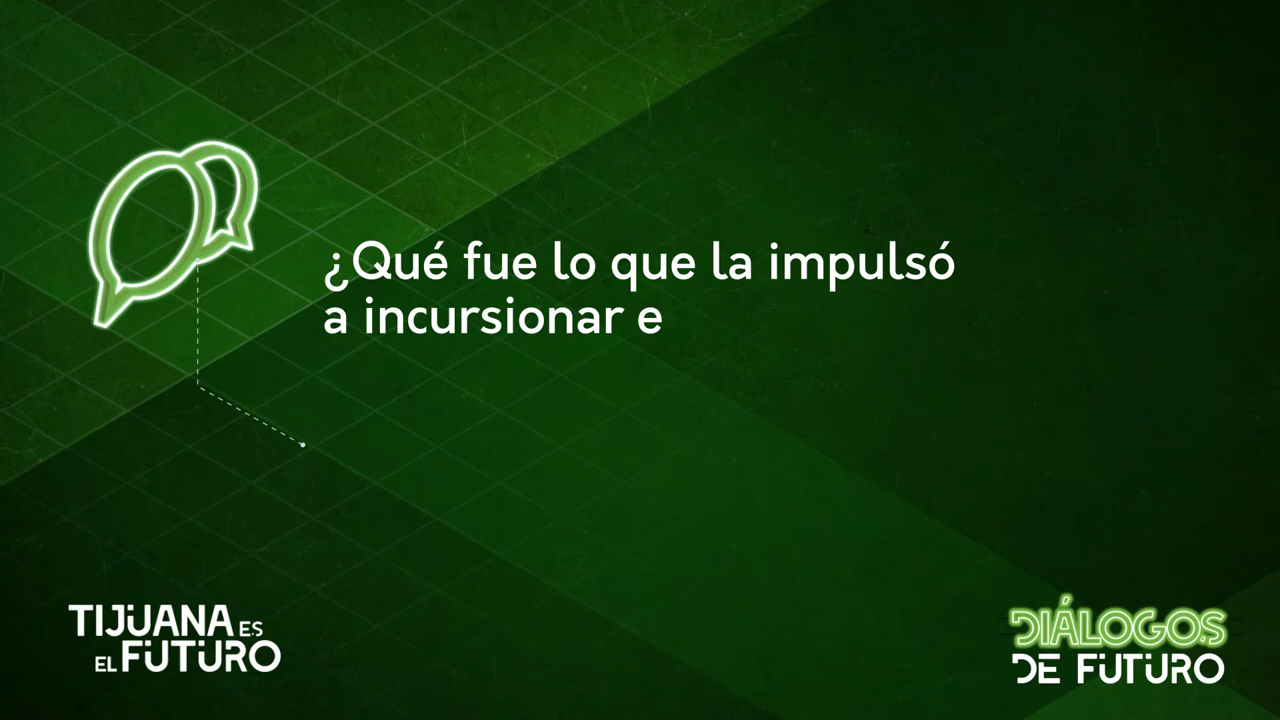 ¿Qué fue lo que la impulsó
a incursionar e
TIJUANA ES
EL FUTURO
DIÁLOGOS
DE FUTURO